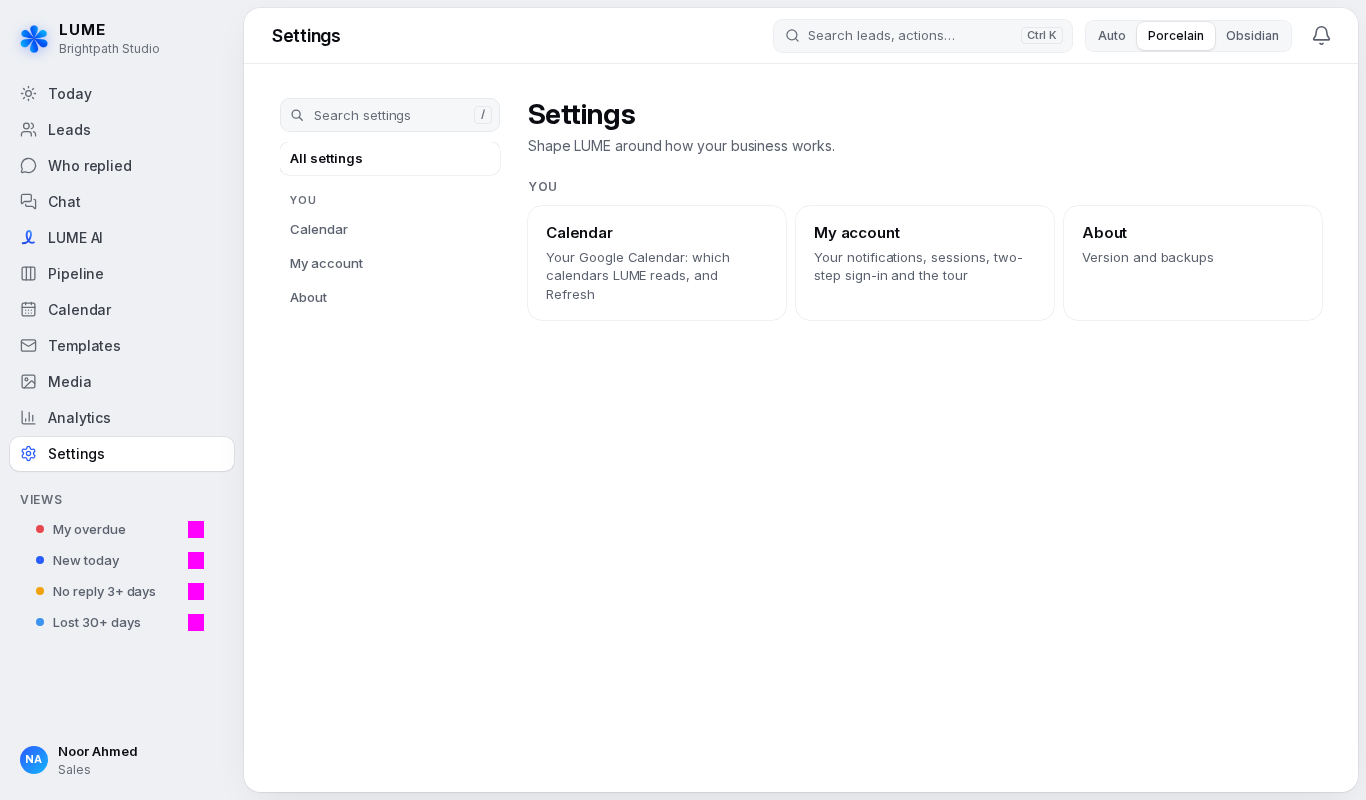 LUME
Brightpath Studio
Today
Leads
Who replied
Chat
LUME AI
Pipeline
Calendar
Templates
Media
Analytics
Settings
VIEWS
My overdue
New today
No reply 3+ days
Lost 30+ days
NA
Noor Ahmed
Sales
Settings
Search leads, actions…
Ctrl K
Auto
Porcelain
Obsidian
Search settings
/
All settings
YOU
Calendar
My account
About
Settings
Shape LUME around how your business works.
YOU
Calendar
Your Google Calendar: which
calendars LUME reads, and
Refresh
My account
Your notifications, sessions, two-
step sign-in and the tour
About
Version and backups